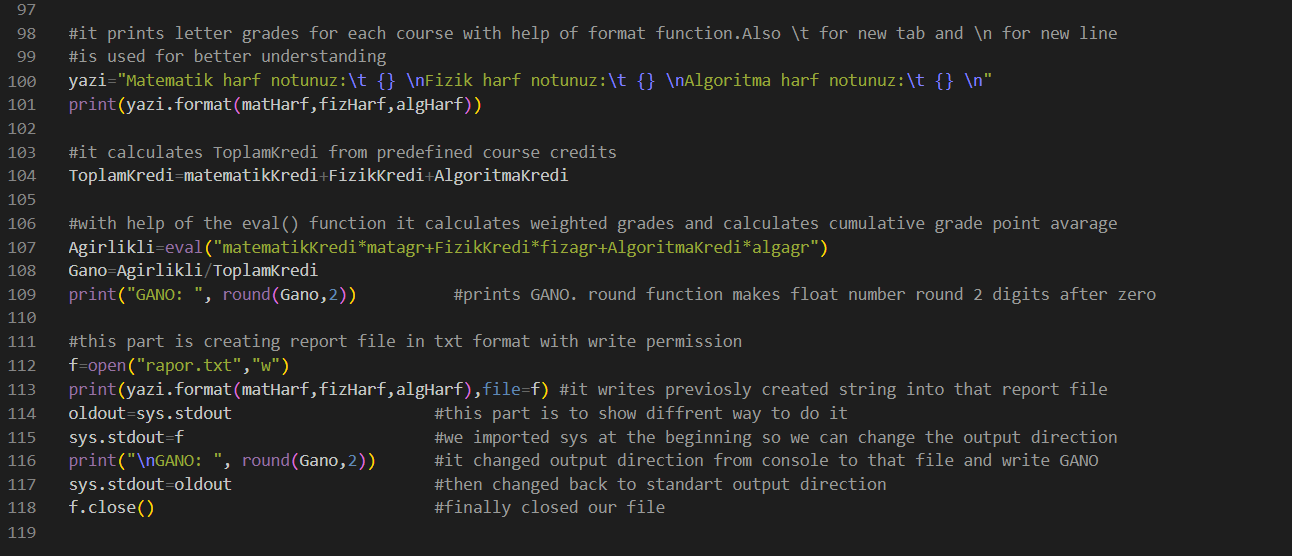 97
98 #it prints letter grades for each course with help of format function.Also \t for new tab and \n for new line
99 #is used for better understanding
100 yazi="Matematik harf notunuz:\t {} \nFizik harf notunuz:\t {} \nAlgoritma harf notunuz:\t {} \n"
101 print(yazi.format(matHarf,fizHarf,algHarf))
102
103 #it calculates ToplamKredi from predefined course credits
104 ToplamKredi=matematikKredi+FizikKredi+AlgoritmaKredi
105
106 #with help of the eval() function it calculates weighted grades and calculates cumulative grade point avarage
107 Agirlikli=eval("matematikKredi*matagr+FizikKredi*fizagr+AlgoritmaKredi*algagr")
108 Gano=Agirlikli/ToplamKredi
109 print("GANO: ", round(Gano,2)) #prints GANO. round function makes float number round 2 digits after zero
110
111 #this part is creating report file in txt format with write permission
112 f=open("rapor.txt","w")
113 print(yazi.format(matHarf,fizHarf,algHarf),file=f) #it writes previosly created string into that report file
114 oldout=sys.stdout #this part is to show diffrent way to do it
115 sys.stdout=f #we imported sys at the beginning so we can change the output direction
116 print("\nGANO: ", round(Gano,2)) #it changed output direction from console to that file and write GANO
117 sys.stdout=oldout #then changed back to standart output direction
118 f.close() #finally closed our file
119